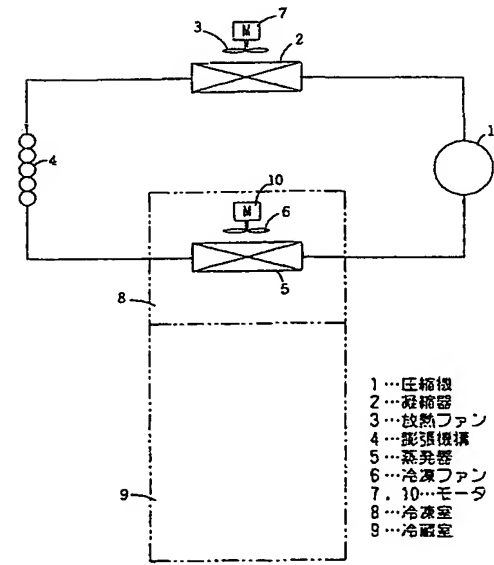 7
3
M
2
1
4
10
M
6
5
8
9
1…圧縮機
2…凝縮器
3…放熱ファン
4…膨張機構
5…蒸発器
6…冷凍ファン
7，10…モータ
8…冷凍室
9…冷蔵室